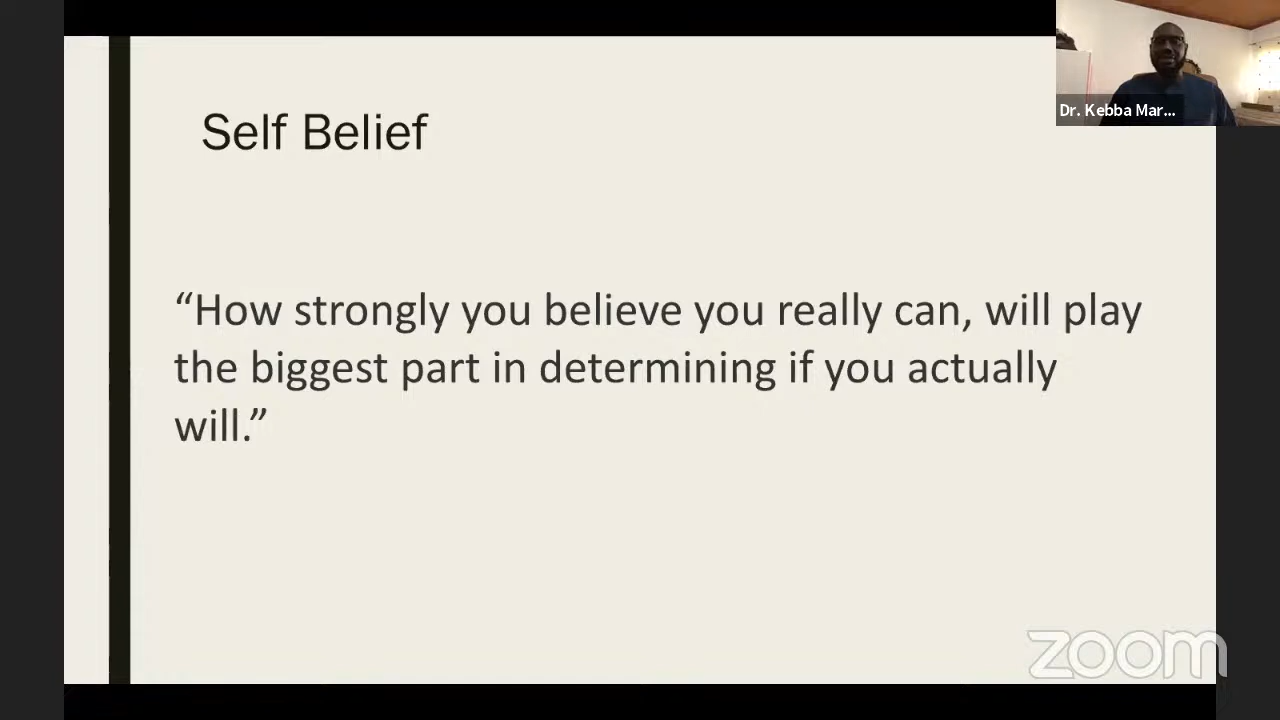 Self Belief
Dr. Kebba Mar...
“How strongly you believe you really can, will play
the biggest part in determining if you actually
will.”
zoom